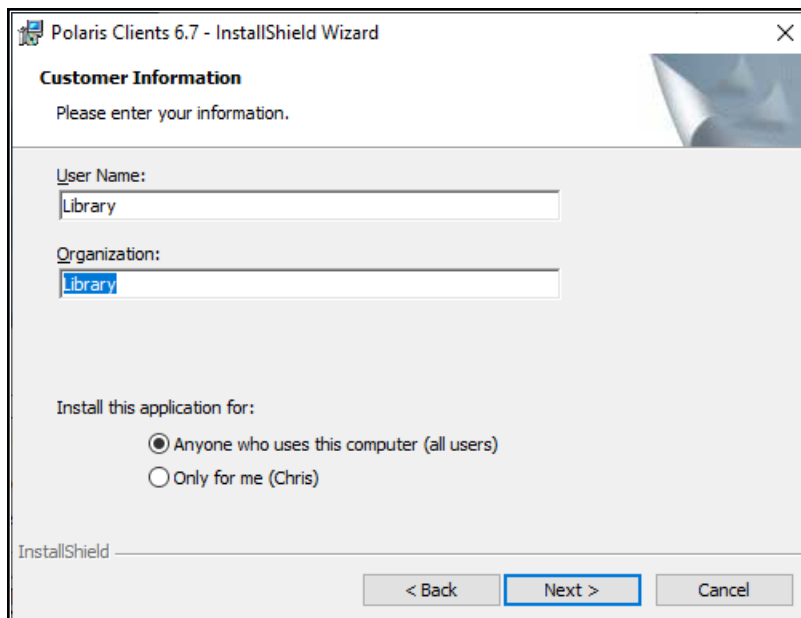 Polaris Clients 6.7 - InstallShield Wizard
Customer Information
Please enter your information.
User Name:
Library
Organization:
Library
Install this application for:
Anyone who uses this computer (all users)
Only for me (Chris)
InstallShield
< Back Next > Cancel